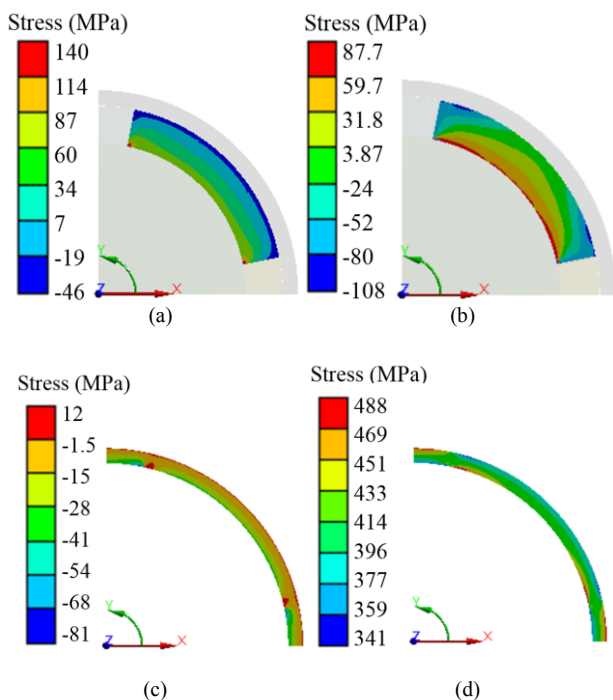 Stress (MPa)
140
114
87
60
34
7
-19
-46
Y
Z
X
(a)
Stress (MPa)
87.7
59.7
31.8
3.87
-24
-52
-80
-108
Y
Z
X
(b)
Stress (MPa)
12
-1.5
-15
-28
-41
-54
-68
-81
Y
Z
X
(c)
Stress (MPa)
488
469
451
433
414
396
377
359
341
Y
Z
X
(d)